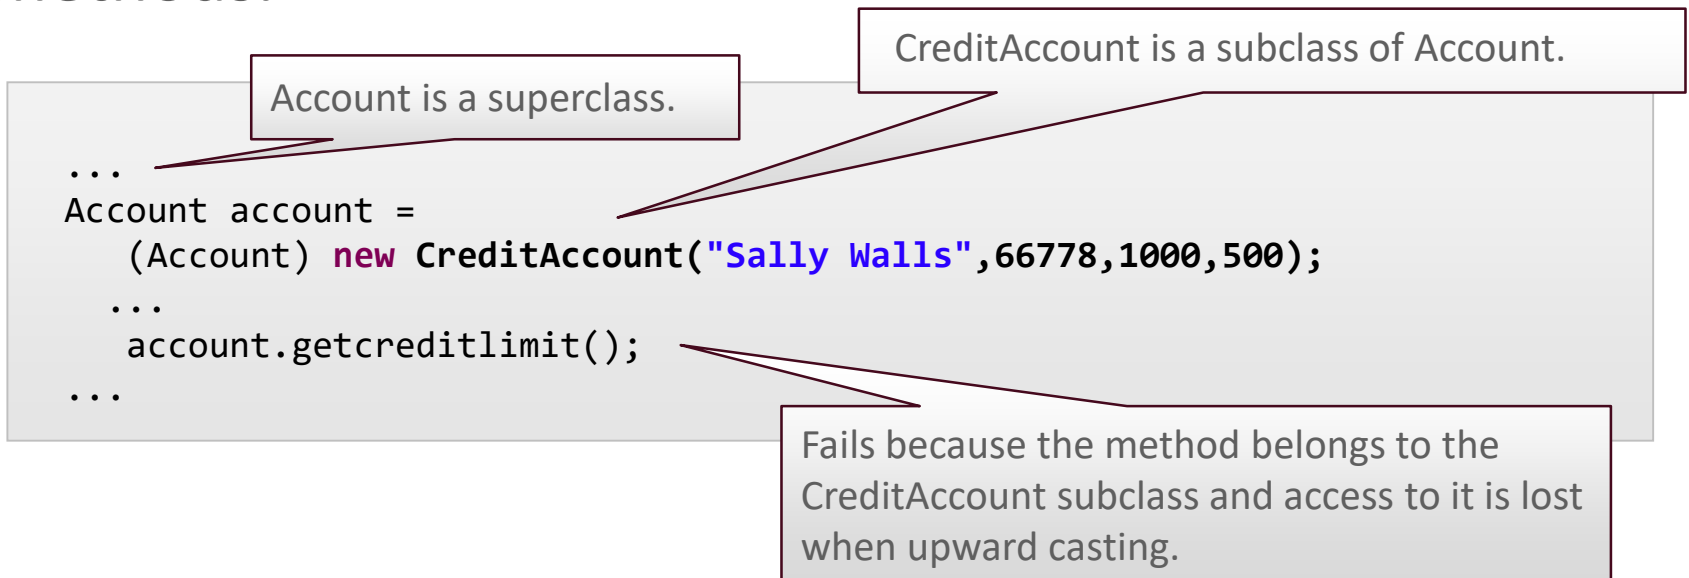 CreditAccount is a subclass of Account.
Account is a superclass.
...
Account account =
(Account) new CreditAccount("Sally Walls",66778,1000,500);
...
account.getcreditlimit();
...
Fails because the method belongs to the
CreditAccount subclass and access to it is lost
when upward casting.